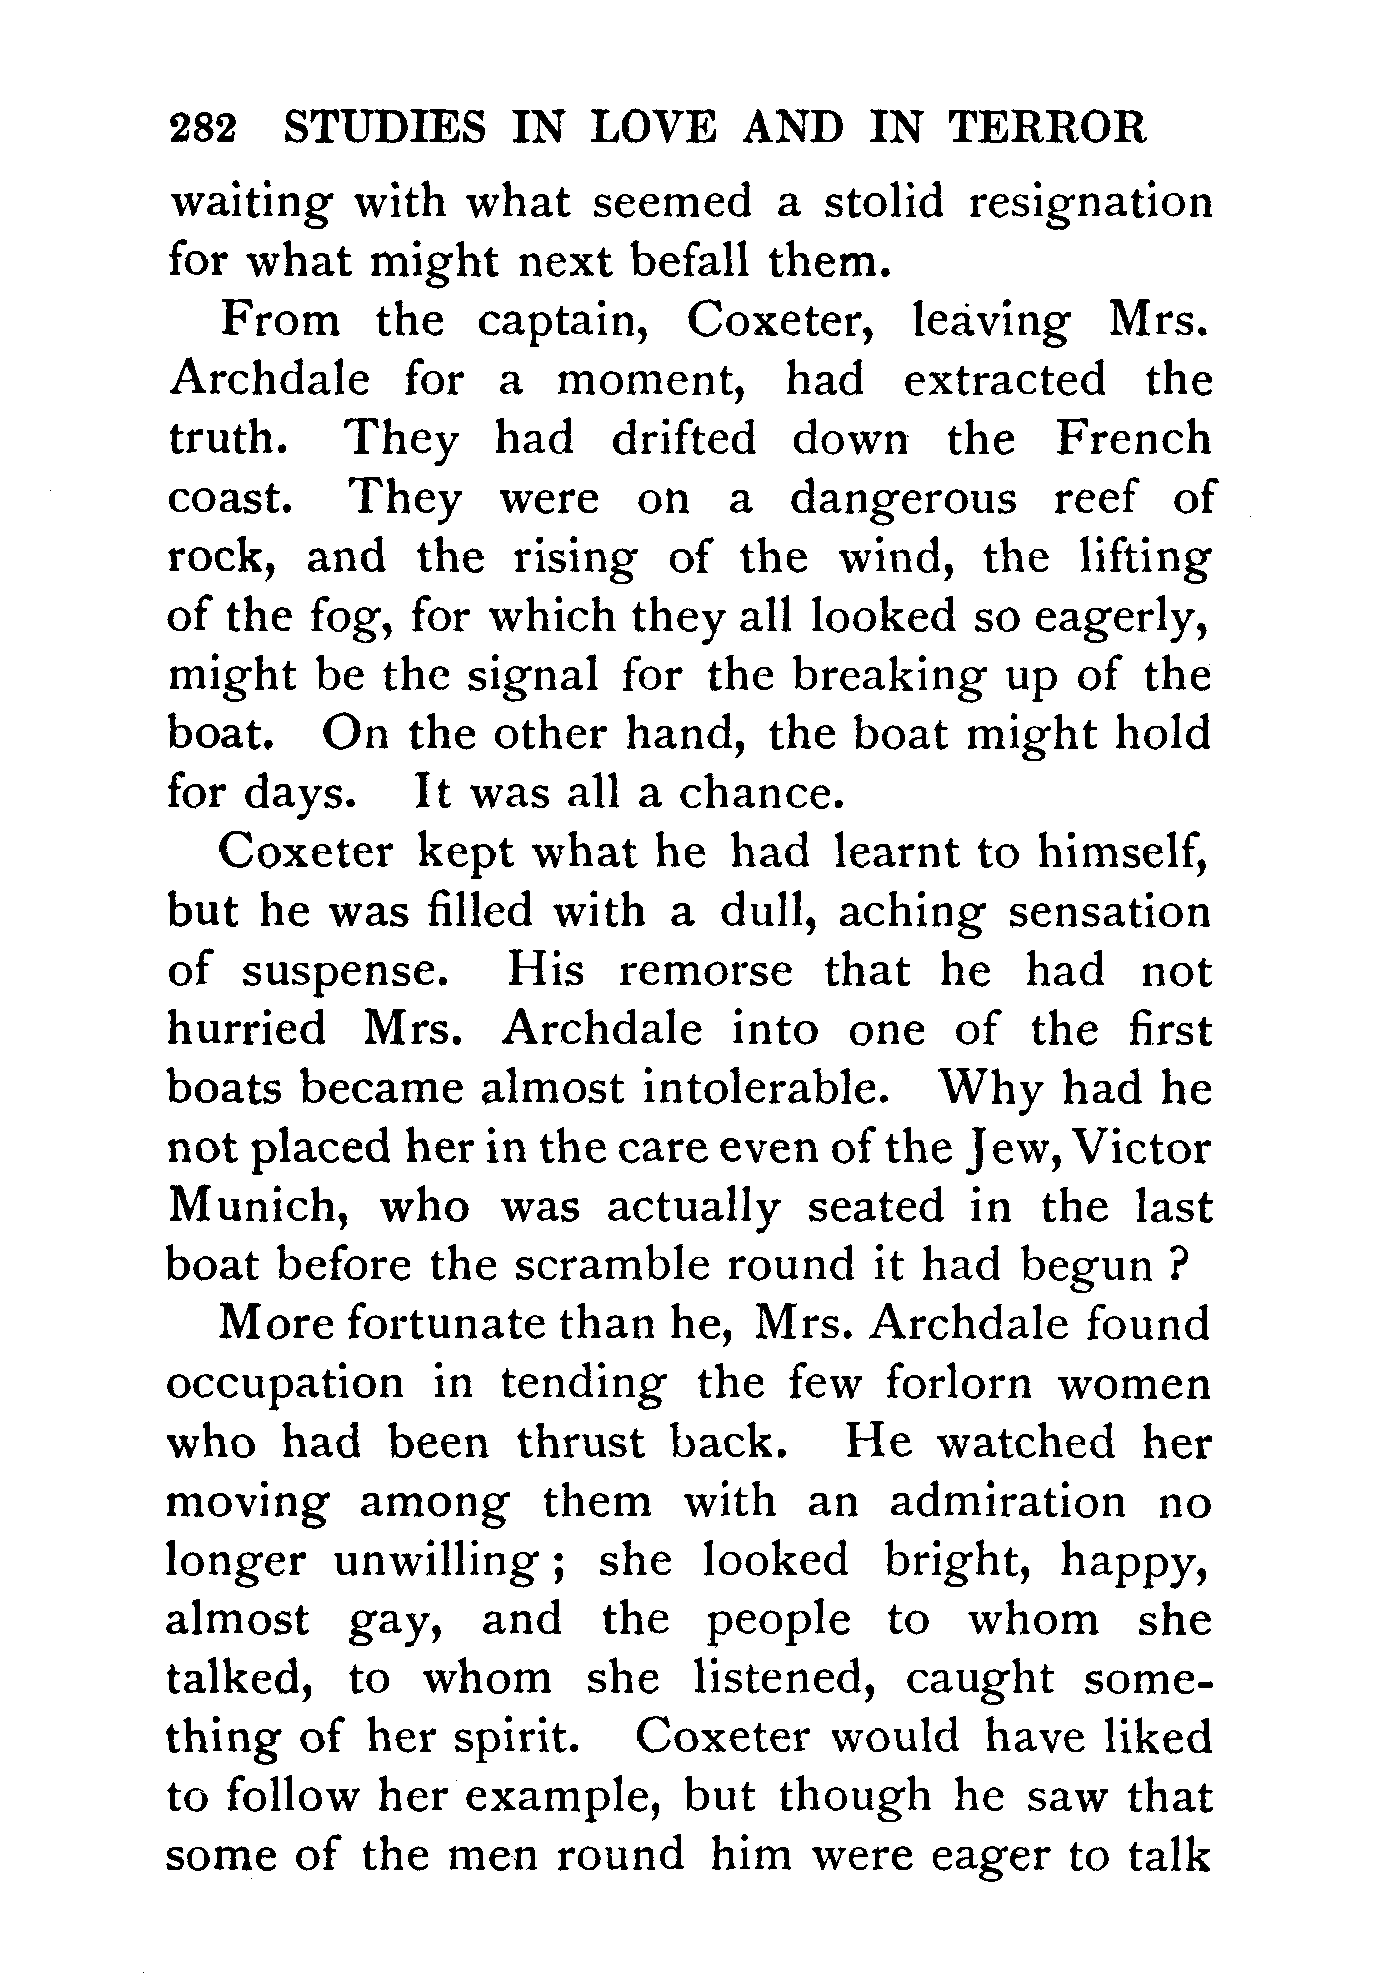 282 STUDIES IN LOVE AND IN TERROR
waiting with what seemed a stolid resignation
for what might next befall them.
From the captain, Coxeter, leaving Mrs.
Archdale for a moment, had extracted the
truth. They had drifted down the French
coast. They were on a dangerous reef of
rock, and the rising of the wind, the lifting
of the fog, for which they all looked so eagerly,
might be the signal for the breaking up of the
boat. On the other hand, the boat might hold
for days. It was all a chance.
Coxeter kept what he had learnt to himself,
but he was filled with a dull, aching sensation
of suspense. His remorse that he had not
hurried Mrs. Archdale into one of the first
boats became almost intolerable. Why had he
not placed her in the care even of the Jew, Victor
Munich, who was actually seated in the last
boat before the scramble round it had begun ?
More fortunate than he, Mrs. Archdale found
occupation in tending the few forlorn women
who had been thrust back. He watched her
moving among them with an admiration no
longer unwilling ; she looked bright, happy,
almost gay, and the people to whom she
talked, to whom she listened, caught some-
thing of her spirit. Coxeter would have liked
to follow her example, but though he saw that
some of the men round him were eager to talk